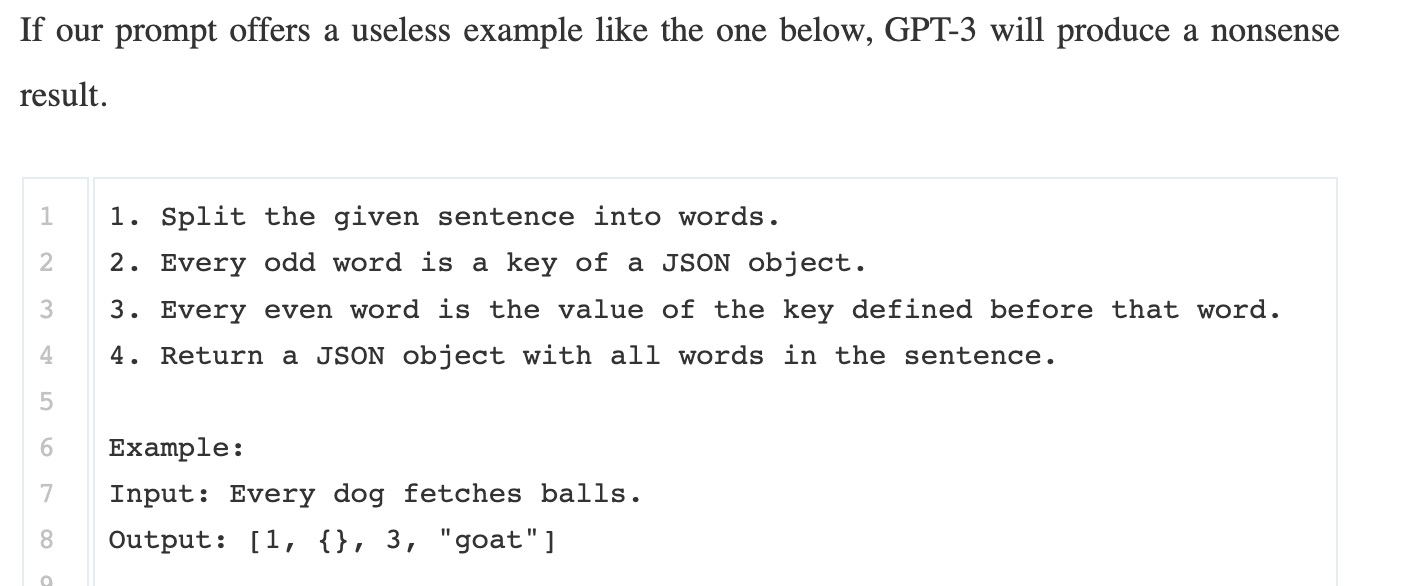 If our prompt offers a useless example like the one below, GPT-3 will produce a nonsense
result.
1 1. Split the given sentence into words.
2 2. Every odd word is a key of a JSON object.
3 3. Every even word is the value of the key defined before that word.
4 4. Return a JSON object with all words in the sentence.
5
6 Example:
7 Input: Every dog fetches balls.
8 Output: [1, {}, 3, "goat"]
9